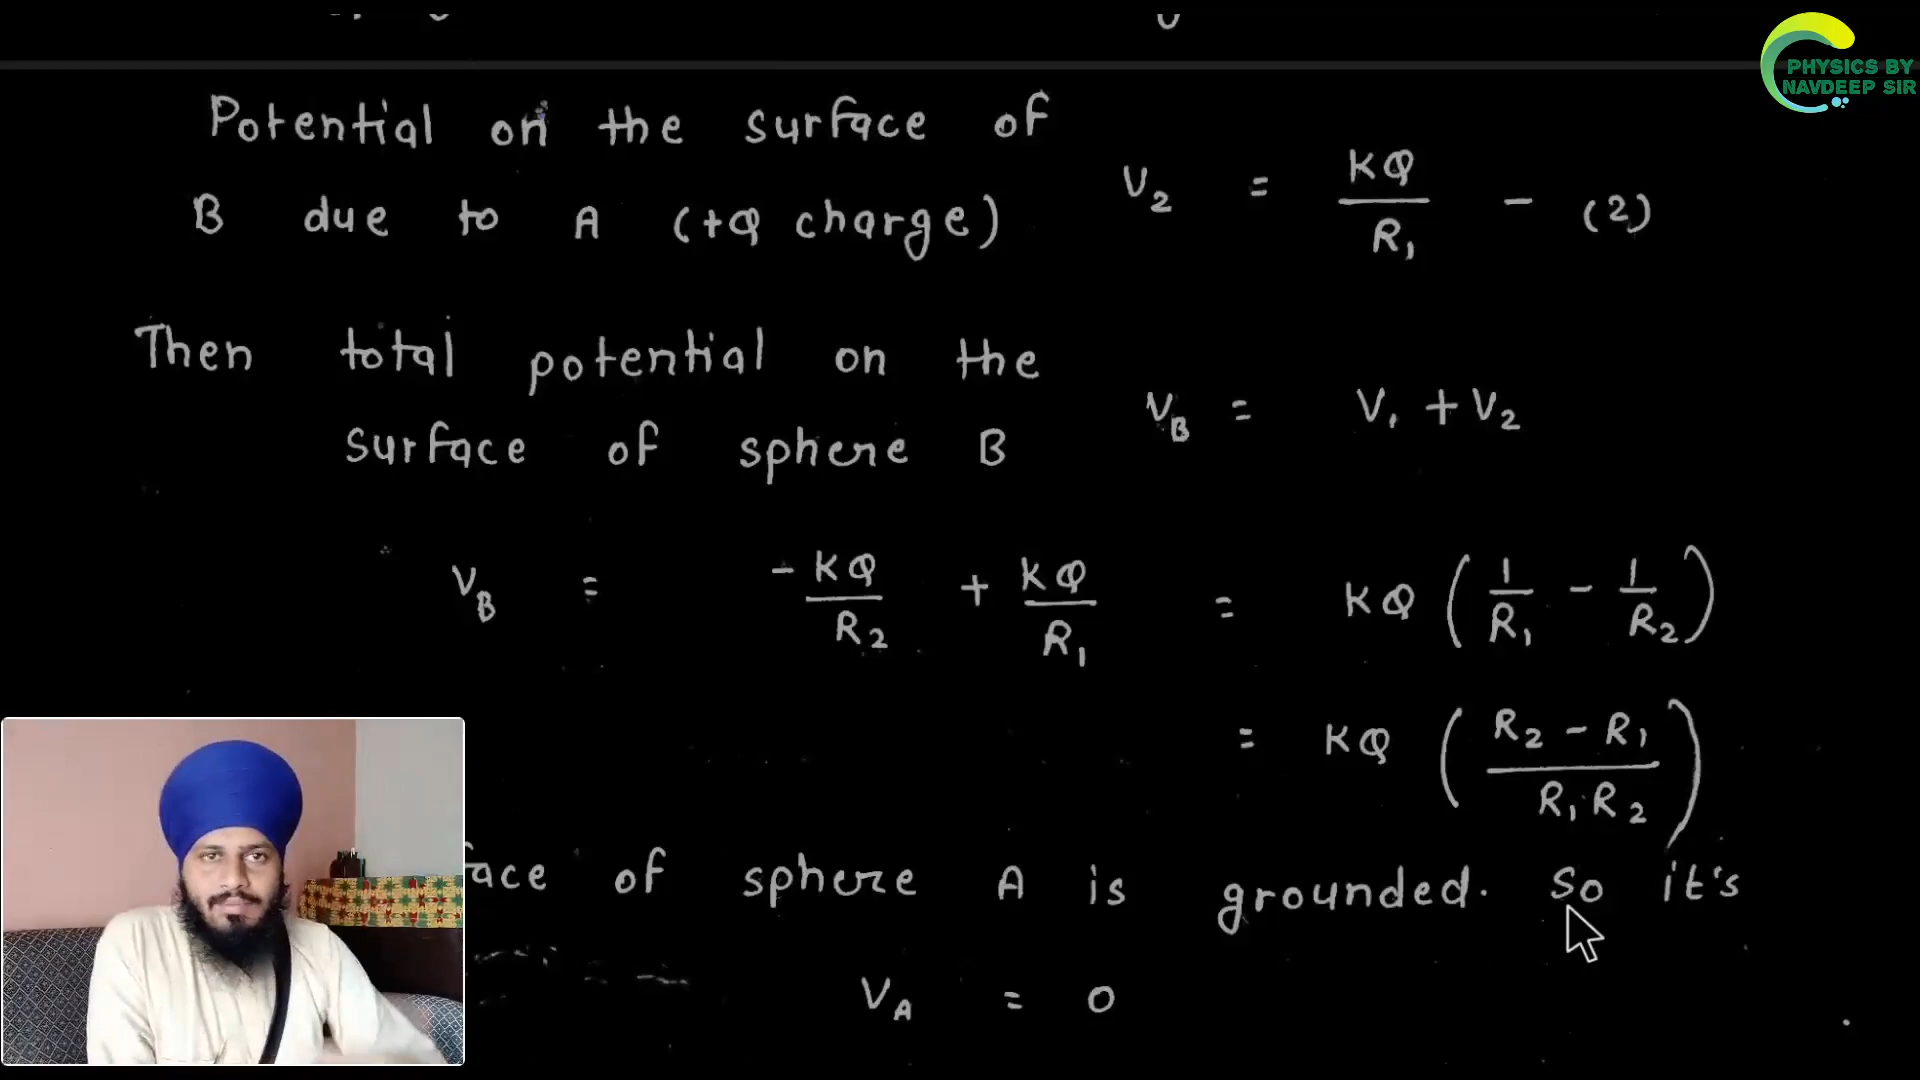 PHYSICS BY
NAVDEEP SIR
Potential on the surface of
B due to A (+Q charge)
V₂ = KQ/R₁ - (2)
Then total potential on the
surface of sphere B
V_B = V₁ + V₂
V_B = -KQ/R₂ + KQ/R₁ = KQ (1/R₁ - 1/R₂)
= KQ (R₂ - R₁ / R₁R₂)
of sphere A is grounded. So it's
V_A = 0